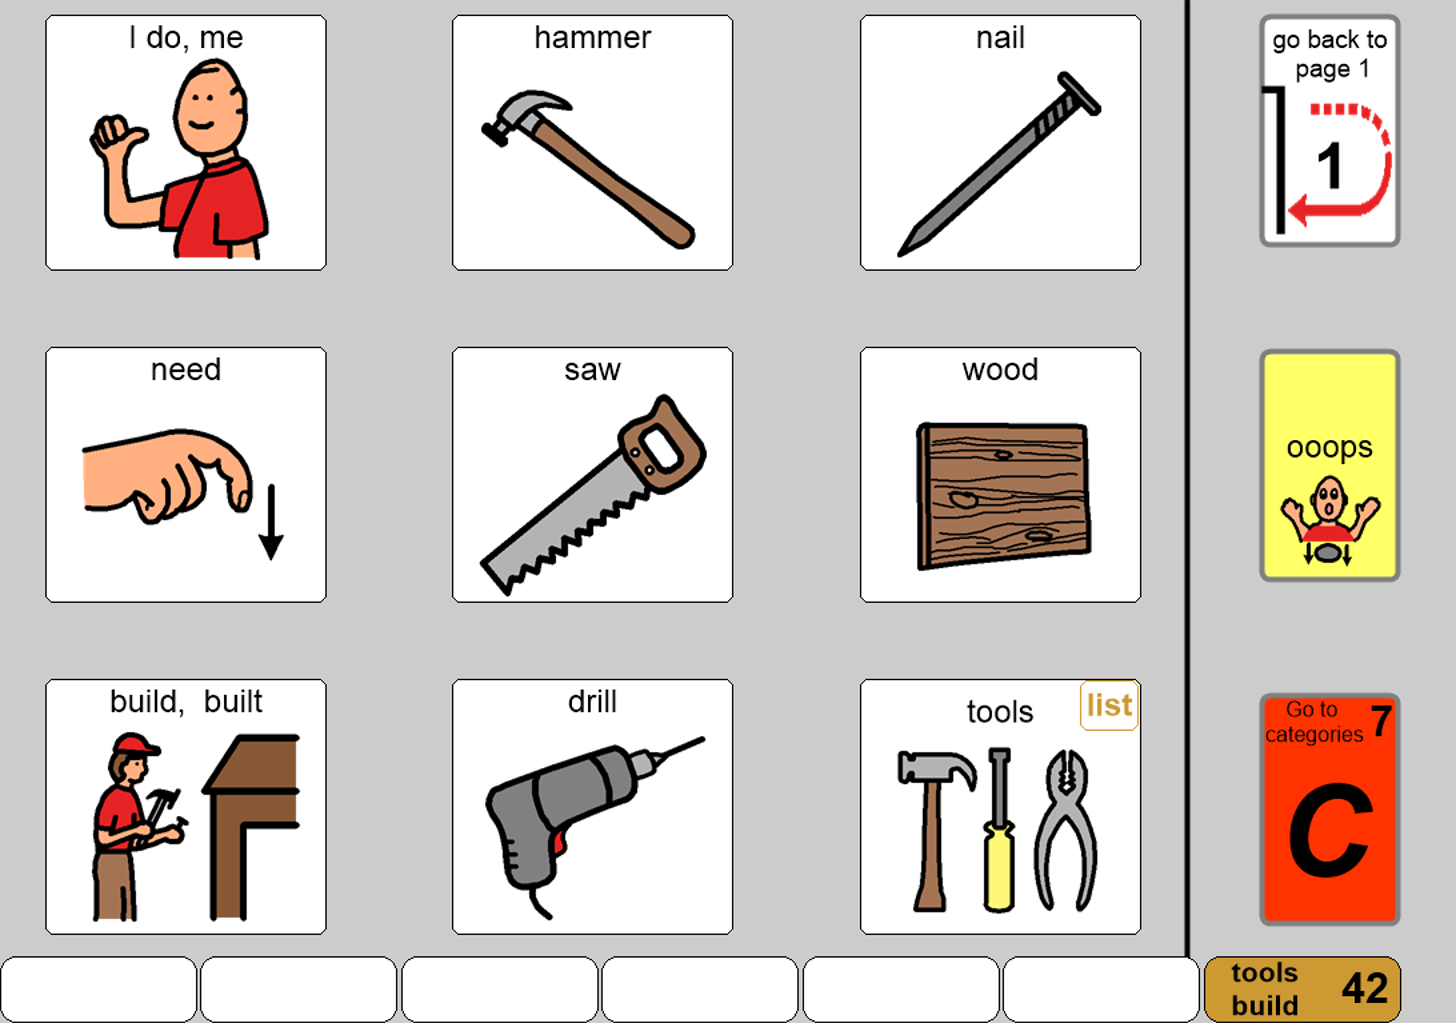 I do, me
hammer
nail
go back to
page 1
1
need
saw
wood
ooops
build,  built
drill
tools
list
Go to
categories 7
C
tools
build 42